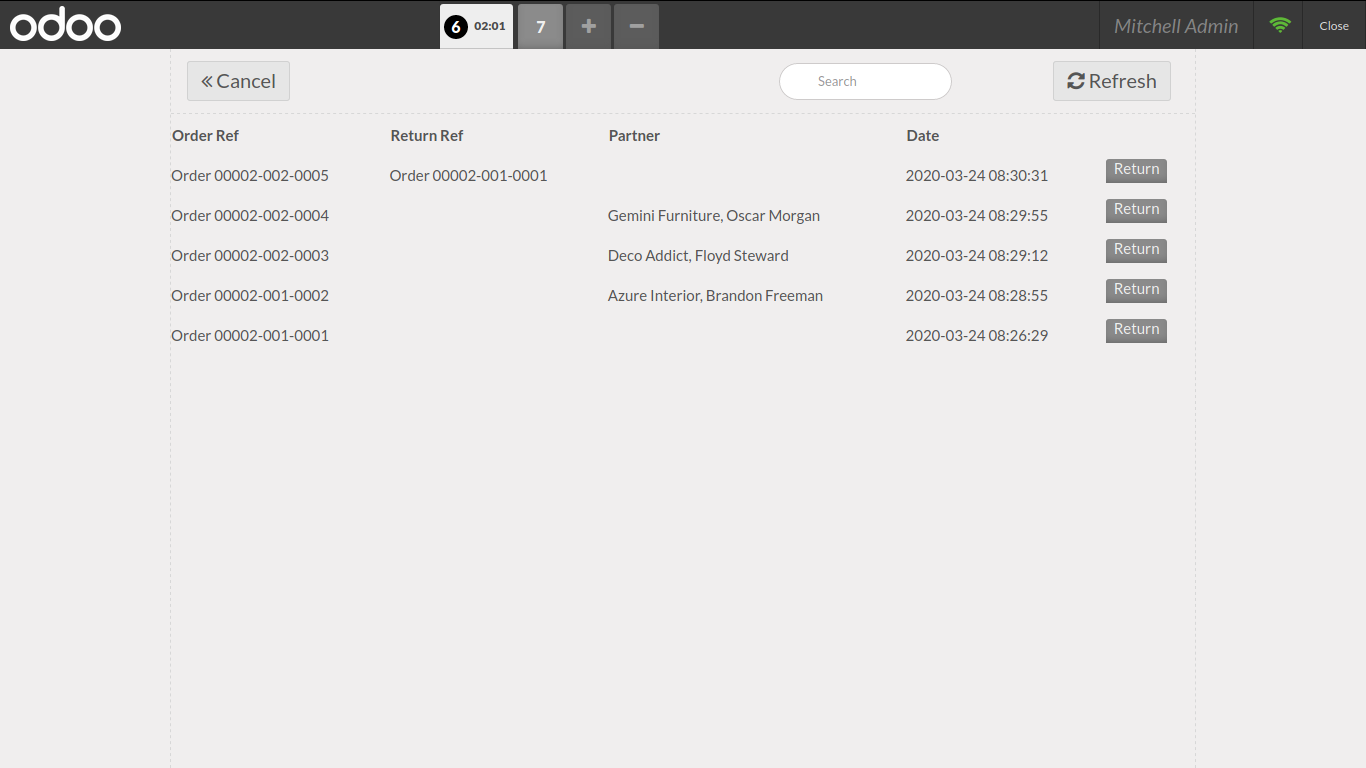 odoo 6 02:01 7 + − Mitchell Admin Close
« Cancel Search Refresh
Order Ref Return Ref Partner Date
Order 00002-002-0005 Order 00002-001-0001 2020-03-24 08:30:31 Return
Order 00002-002-0004 Gemini Furniture, Oscar Morgan 2020-03-24 08:29:55 Return
Order 00002-002-0003 Deco Addict, Floyd Steward 2020-03-24 08:29:12 Return
Order 00002-001-0002 Azure Interior, Brandon Freeman 2020-03-24 08:28:55 Return
Order 00002-001-0001 2020-03-24 08:26:29 Return